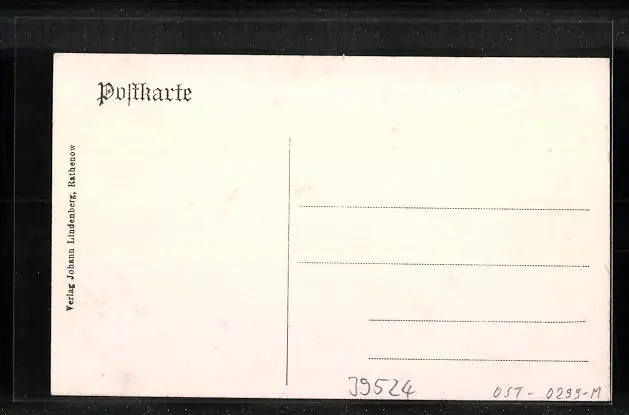 Postkarte
Verlag Johann Lindenberg, Rathenow
39524
OST - 0299-M